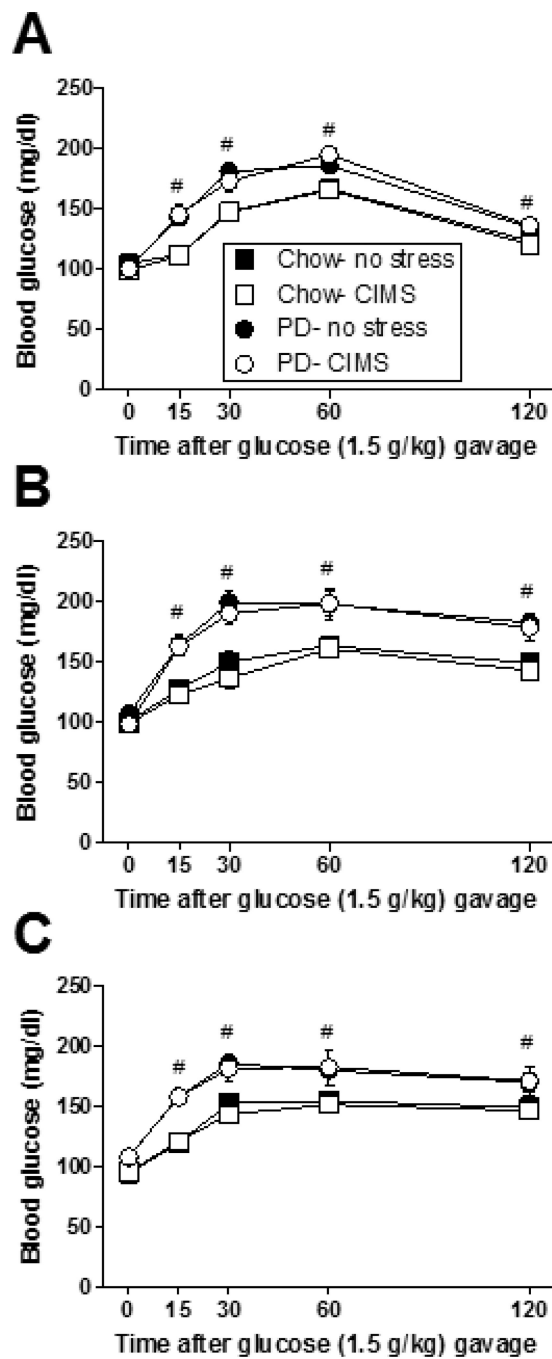 A
Blood glucose (mg/dl)
250
200
150
100
50
0
#
#
#
#
Chow- no stress
Chow- CIMS
PD- no stress
PD- CIMS
0 15 30 60 120
Time after glucose (1.5 g/kg) gavage
B
Blood glucose (mg/dl)
250
200
150
100
50
0
#
#
#
#
0 15 30 60 120
Time after glucose (1.5 g/kg) gavage
C
Blood glucose (mg/dl)
250
200
150
100
50
0
#
#
#
#
0 15 30 60 120
Time after glucose (1.5 g/kg) gavage